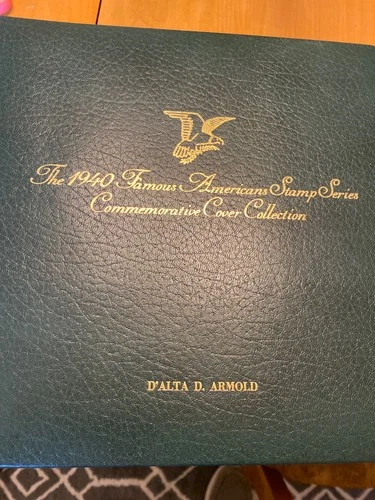 The 1940 Famous Americans Stamp Series
Commemorative Cover Collection
D'ALTA D. ARMOLD